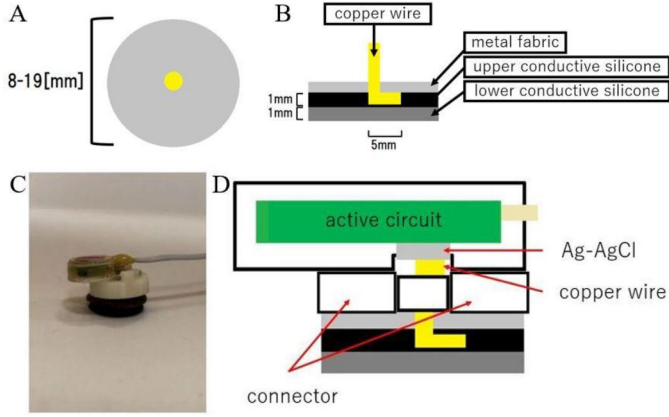 A
8-19[mm]
B
copper wire
metal fabric
upper conductive silicone
lower conductive silicone
1mm
1mm
5mm
C
D
active circuit
Ag-AgCl
copper wire
connector